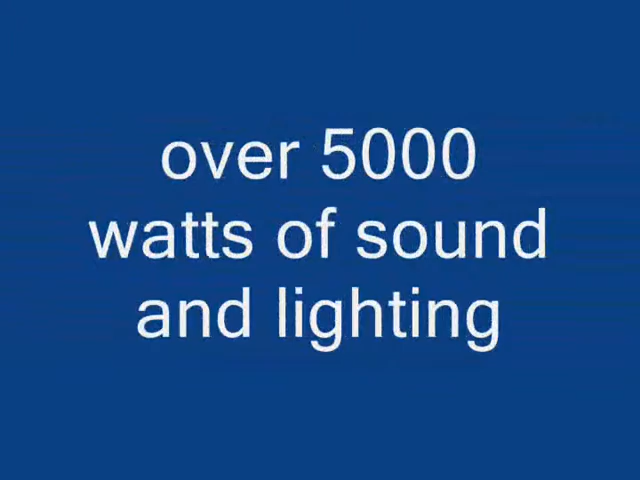 over 5000
watts of sound
and lighting